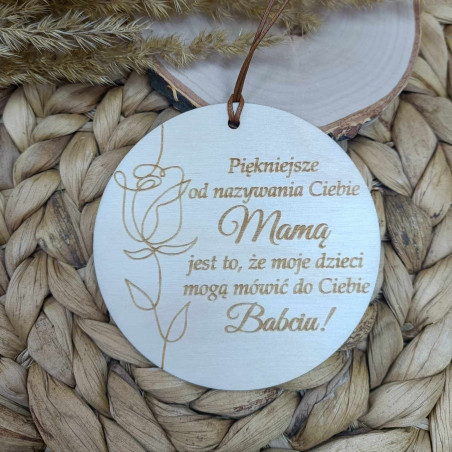 Piękniejsze
od nazywania Ciebie
Mamą
jest to, że moje dzieci
mogą mówić do Ciebie
Babciu!